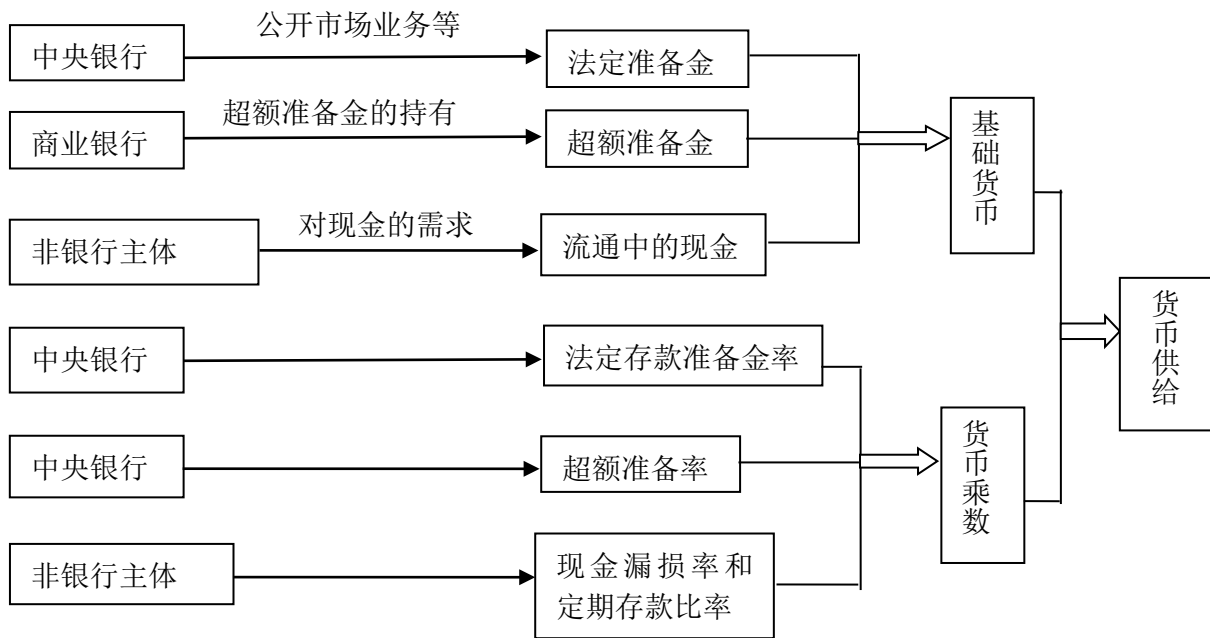 公开市场业务等
中央银行
法定准备金
超额准备金的持有
商业银行
超额准备金
基础货币
对现金的需求
非银行主体
流通中的现金
货币供给
中央银行
法定存款准备金率
货币乘数
中央银行
超额准备率
非银行主体
现金漏损率和
定期存款比率